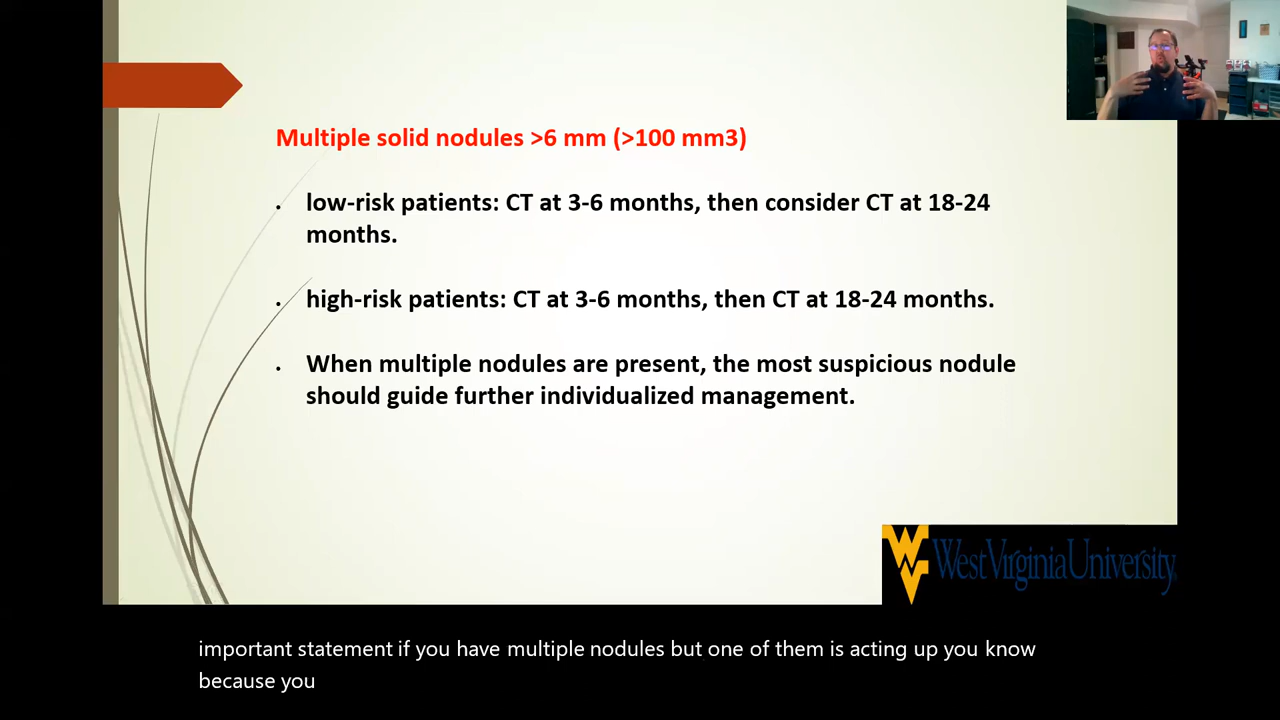 Multiple solid nodules >6 mm (>100 mm3)
low-risk patients: CT at 3-6 months, then consider CT at 18-24
months.
high-risk patients: CT at 3-6 months, then CT at 18-24 months.
When multiple nodules are present, the most suspicious nodule
should guide further individualized management.
WestVirginiaUniversity
important statement if you have multiple nodules but one of them is acting up you know
because you